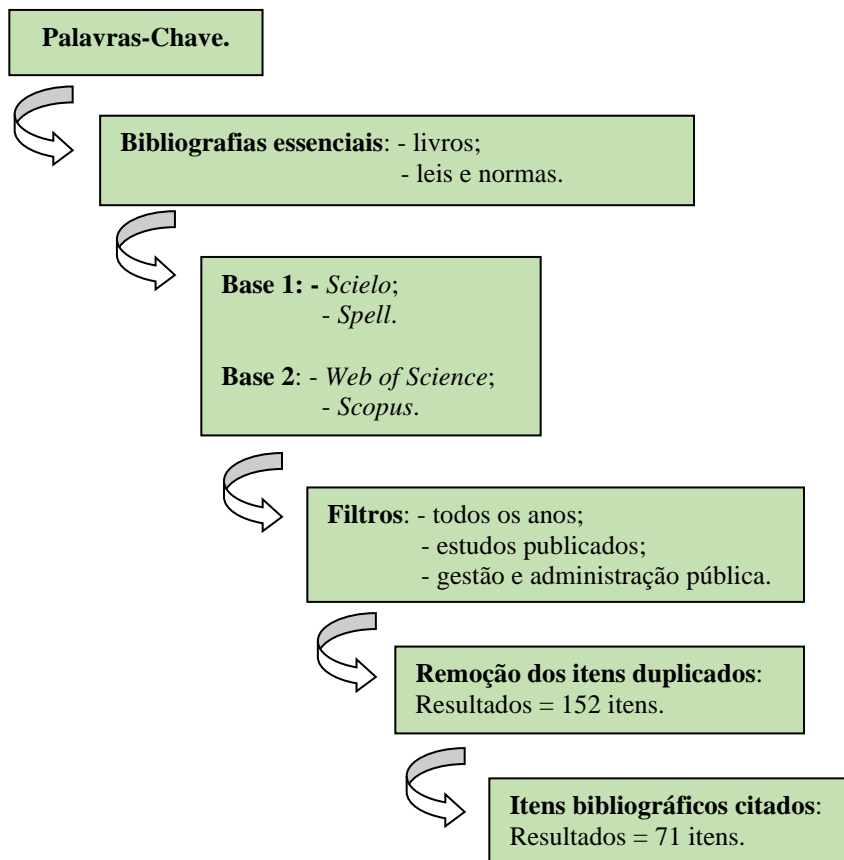 Palavras-Chave.
Bibliografias essenciais: - livros;
- leis e normas.
Base 1: - Scielo;
- Spell.
Base 2: - Web of Science;
- Scopus.
Filtros: - todos os anos;
- estudos publicados;
- gestão e administração pública.
Remoção dos itens duplicados:
Resultados = 152 itens.
Itens bibliográficos citados:
Resultados = 71 itens.